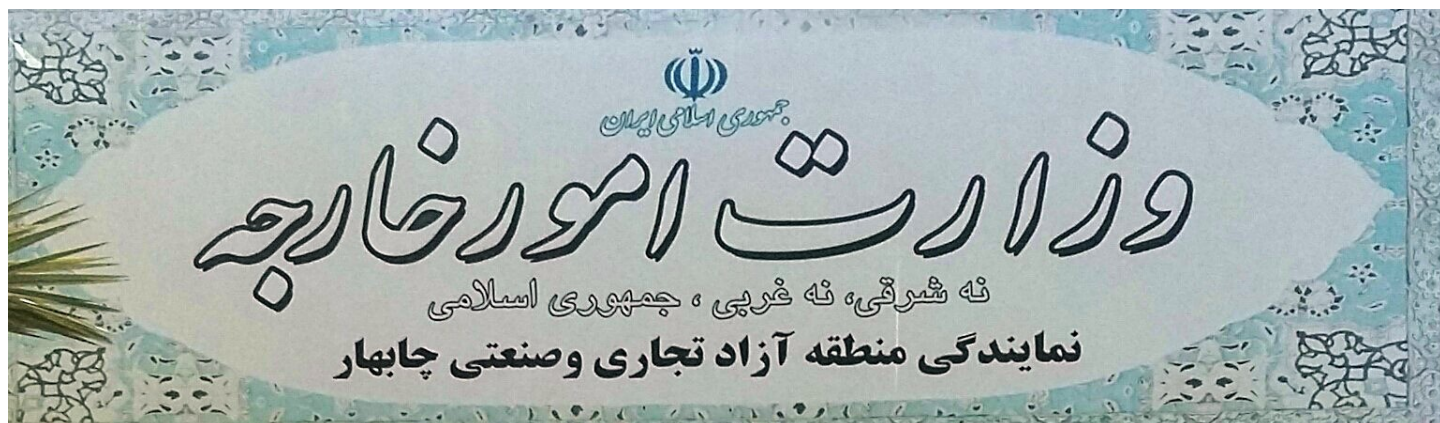 جمهوری اسلامی ایران
وزارت امور خارجه
نه شرقی، نه غربی ، جمهوری اسلامی
نمایندگی منطقه آزاد تجاری وصنعتی چابهار